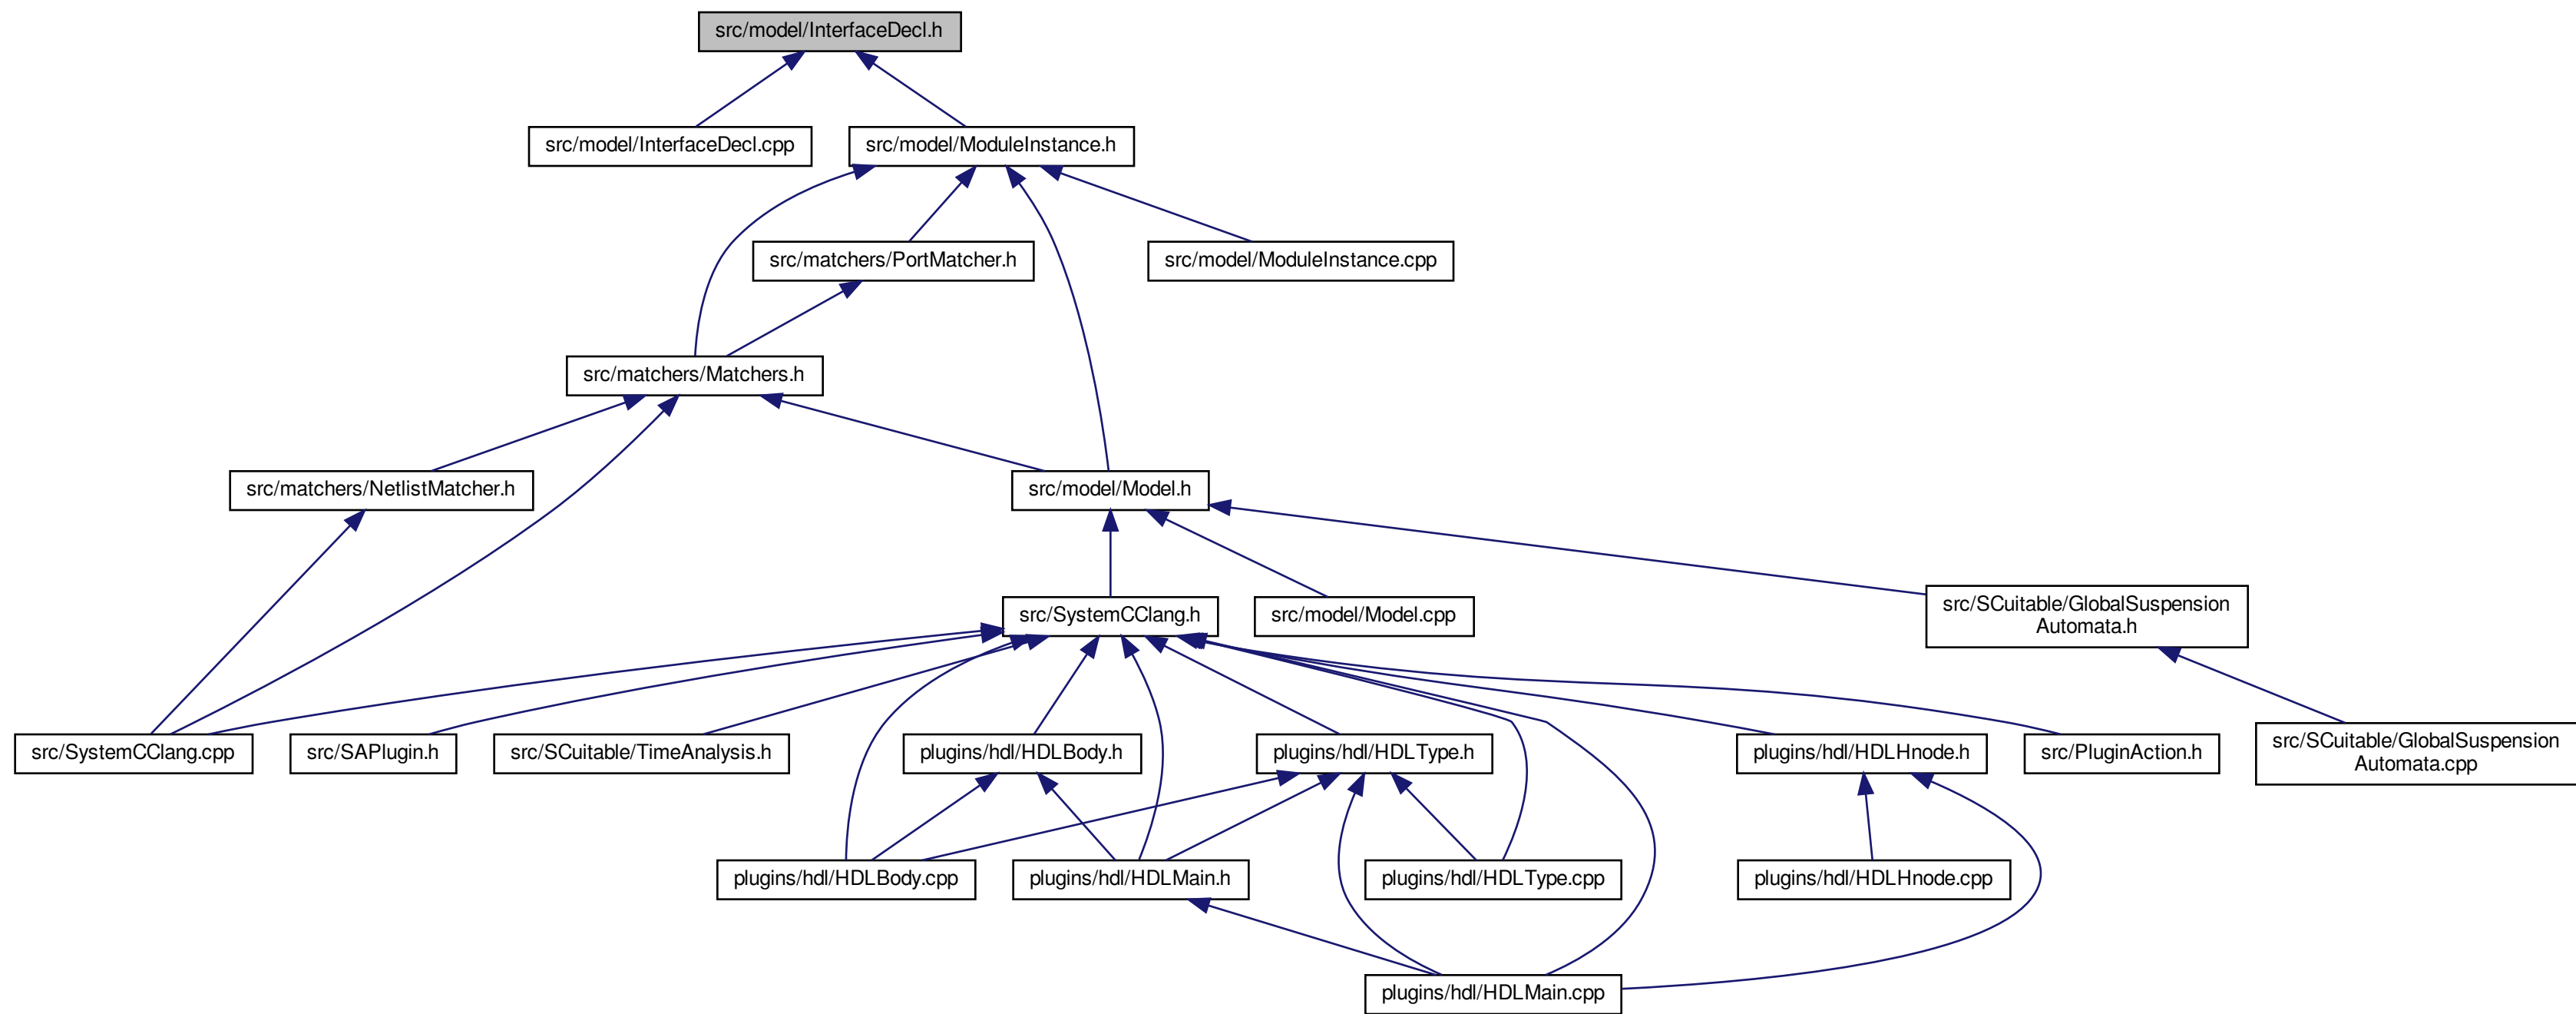 src/model/InterfaceDecl.h
src/model/InterfaceDecl.cpp
src/model/ModuleInstance.h
src/matchers/PortMatcher.h
src/model/ModuleInstance.cpp
src/matchers/Matchers.h
src/matchers/NetlistMatcher.h
src/model/Model.h
src/SystemCClang.h
src/model/Model.cpp
src/SCuitable/GlobalSuspension
Automata.h
src/SystemCClang.cpp
src/SAPlugin.h
src/SCuitable/TimeAnalysis.h
plugins/hdl/HDLBody.h
plugins/hdl/HDLType.h
plugins/hdl/HDLHnode.h
src/PluginAction.h
src/SCuitable/GlobalSuspension
Automata.cpp
plugins/hdl/HDLBody.cpp
plugins/hdl/HDLMain.h
plugins/hdl/HDLType.cpp
plugins/hdl/HDLHnode.cpp
plugins/hdl/HDLMain.cpp